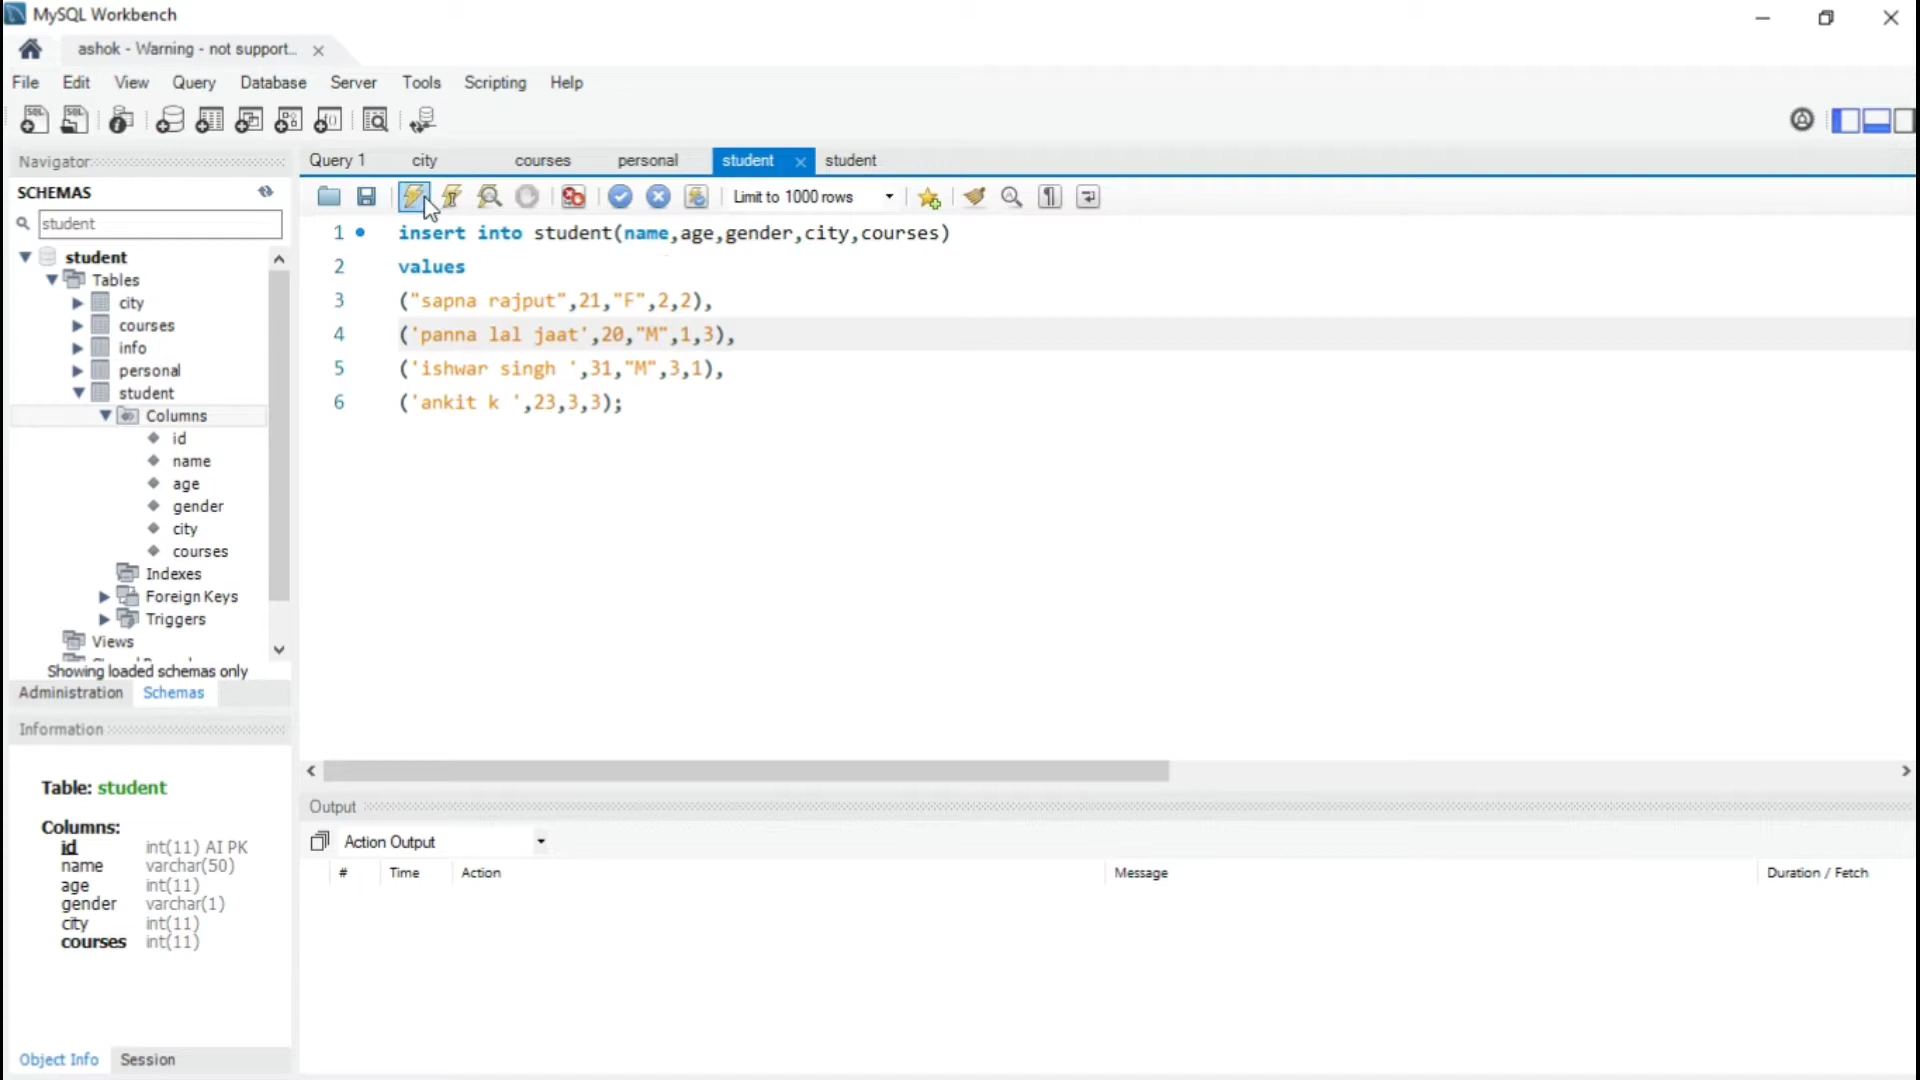 MySQL Workbench
ashok - Warning - not support...
File Edit View Query Database Server Tools Scripting Help
Navigator
Query 1 city courses personal student student
SCHEMAS
Limit to 1000 rows
student
1 insert into student(name,age,gender,city,courses)
2 values
3 ("sapna rajput",21,"F",2,2),
4 ('panna lal jaat',20,"M",1,3),
5 ('ishwar singh ',31,"M",3,1),
6 ('ankit k ',23,3,3);
student
Tables
city
courses
info
personal
student
Columns
id
name
age
gender
city
courses
Indexes
Foreign Keys
Triggers
Views
Showing loaded schemas only
Administration Schemas
Information
Table: student
Columns:
id int(11) AI PK
name varchar(50)
age int(11)
gender varchar(1)
city int(11)
courses int(11)
Object Info Session
Output
Action Output
# Time Action Message Duration / Fetch